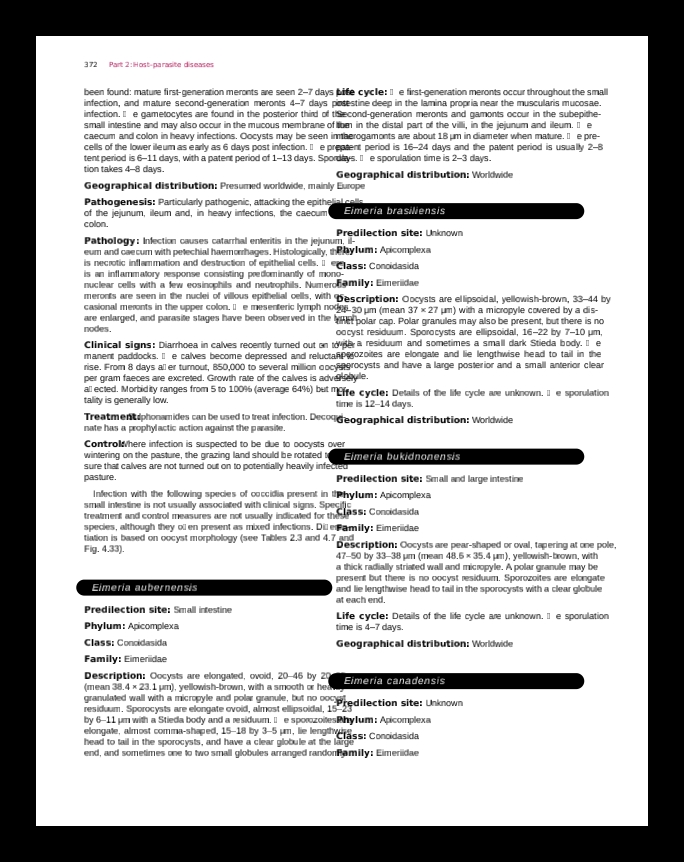 372 Part 2: Host-parasite diseases
been found: mature first-generation meronts are seen 2–7 days post
infection, and mature second-generation meronts 4–7 days post
infection. e gametocytes are found in the posterior third of the
small intestine and may also occur in the mucous membrane of the
caecum and colon in heavy infections. Oocysts may be seen in the
cells of the lower ileum as early as 6 days post infection. e prepa-
tent period is 6–11 days, with a patent period of 1–13 days. Sporula-
tion takes 4–8 days.
Geographical distribution: Presumed worldwide, mainly Europe
Pathogenesis: Particularly pathogenic, attacking the epithelial cells
of the jejunum, ileum and, in heavy infections, the caecum
colon.
Pathology: Infection causes catarrhal enteritis in the jejunum, il-
eum and caecum with petechial haemorrhages. Histologically, there
is necrotic inflammation and destruction of epithelial cells. e
is an inflammatory response consisting predominantly of mono-
nuclear cells with a few eosinophils and neutrophils. Numerous
meronts are seen in the nuclei of villous epithelial cells, with oc-
casional meronts in the upper colon. e mesenteric lymph nodes
are enlarged, and parasite stages have been observed in the lymph
nodes.
Clinical signs: Diarrhoea in calves recently turned out on to per
manent paddocks. e calves become depressed and reluctant to
rise. From 8 days a er turnout, 850,000 to several million oocysts
per gram faeces are excreted. Growth rate of the calves is adversely
a ected. Morbidity ranges from 5 to 100% (average 64%) but mor-
tality is generally low.
Treatment: Sulphonamides can be used to treat infection. Decoqui-
nate has a prophylactic action against the parasite.
Control: Where infection is suspected to be due to oocysts over
wintering on the pasture, the grazing land should be rotated to
sure that calves are not turned out on to potentially heavily infected
pasture.
Infection with the following species of coccidia present in the
small intestine is not usually associated with clinical signs. Specific
treatment and control measures are not usually indicated for these
species, although they o en present as mixed infections. Di eren-
tiation is based on oocyst morphology (see Tables 2.3 and 4.7 and
Fig. 4.33).
Eimeria aubernensis
Predilection site: Small intestine
Phylum: Apicomplexa
Class: Conoidasida
Family: Eimeriidae
Description: Oocysts are elongated, ovoid, 20–46 by 20
(mean 38.4 × 23.1 µm), yellowish-brown, with a smooth or heavily
granulated wall with a micropyle and polar granule, but no oocyst
residuum. Sporocysts are elongate ovoid, almost ellipsoidal, 15–23
by 6–11 µm with a Stieda body and a residuum. e sporozoites
elongate, almost comma-shaped, 15–18 by 3–5 µm, lie lengthwise
head to tail in the sporocysts, and have a clear globule at the large
end, and sometimes one to two small globules arranged randomly
Life cycle: e first-generation meronts occur throughout the small
intestine deep in the lamina propria near the muscularis mucosae.
Second-generation meronts and gamonts occur in the subepithe-
lium in the distal part of the villi, in the jejunum and ileum. e
microgamonts are about 18 µm in diameter when mature. e pre-
patent period is 16–24 days and the patent period is usually 2–8
days. e sporulation time is 2–3 days.
Geographical distribution: Worldwide
Eimeria brasiliensis
Predilection site: Unknown
Phylum: Apicomplexa
Class: Conoidasida
Family: Eimeriidae
Description: Oocysts are ellipsoidal, yellowish-brown, 33–44 by
24–30 µm (mean 37 × 27 µm) with a micropyle covered by a dis-
tinct polar cap. Polar granules may also be present, but there is no
oocyst residuum. Sporocysts are ellipsoidal, 16–22 by 7–10 µm,
with a residuum and sometimes a small dark Stieda body. e
sporozoites are elongate and lie lengthwise head to tail in the
sporocysts and have a large posterior and a small anterior clear
globule.
Life cycle: Details of the life cycle are unknown. e sporulation
time is 12–14 days.
Geographical distribution: Worldwide
Eimeria bukidnonensis
Predilection site: Small and large intestine
Phylum: Apicomplexa
Class: Conoidasida
Family: Eimeriidae
Description: Oocysts are pear-shaped or oval, tapering at one pole,
47–50 by 33–38 µm (mean 48.6 × 35.4 µm), yellowish-brown, with
a thick radially striated wall and micropyle. A polar granule may be
present but there is no oocyst residuum. Sporozoites are elongate
and lie lengthwise head to tail in the sporocysts with a clear globule
at each end.
Life cycle: Details of the life cycle are unknown. e sporulation
time is 4–7 days.
Geographical distribution: Worldwide
Eimeria canadensis
Predilection site: Unknown
Phylum: Apicomplexa
Class: Conoidasida
Family: Eimeriidae